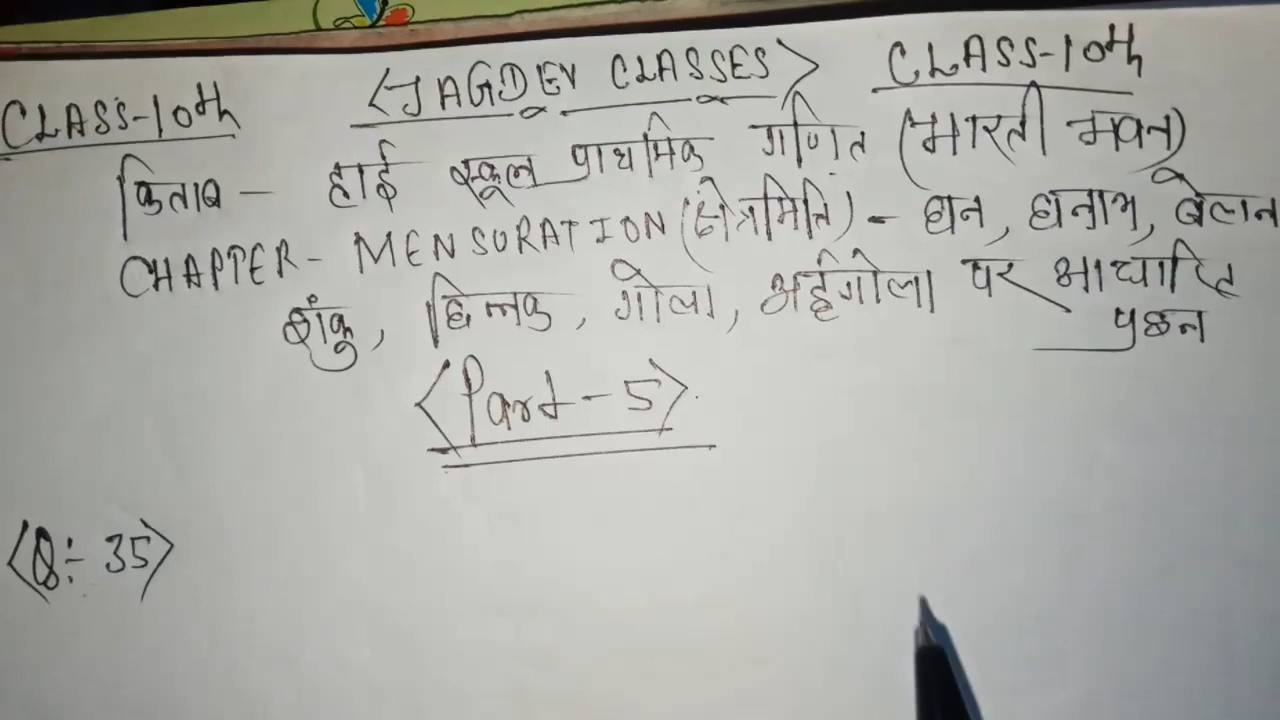 CLASS-10th <JAGDEV CLASSES> CLASS-10th
किताब - हाई स्कूल प्राथमिक गणित (भारती भवन)
CHAPTER- MENSURATION (क्षेत्रमिति) - घन, घनाभ, बेलन
शंकु, छिन्नक, गोला, अर्द्धगोला पर आधारित
प्रश्न
<Part-5>
<Q÷ 35>